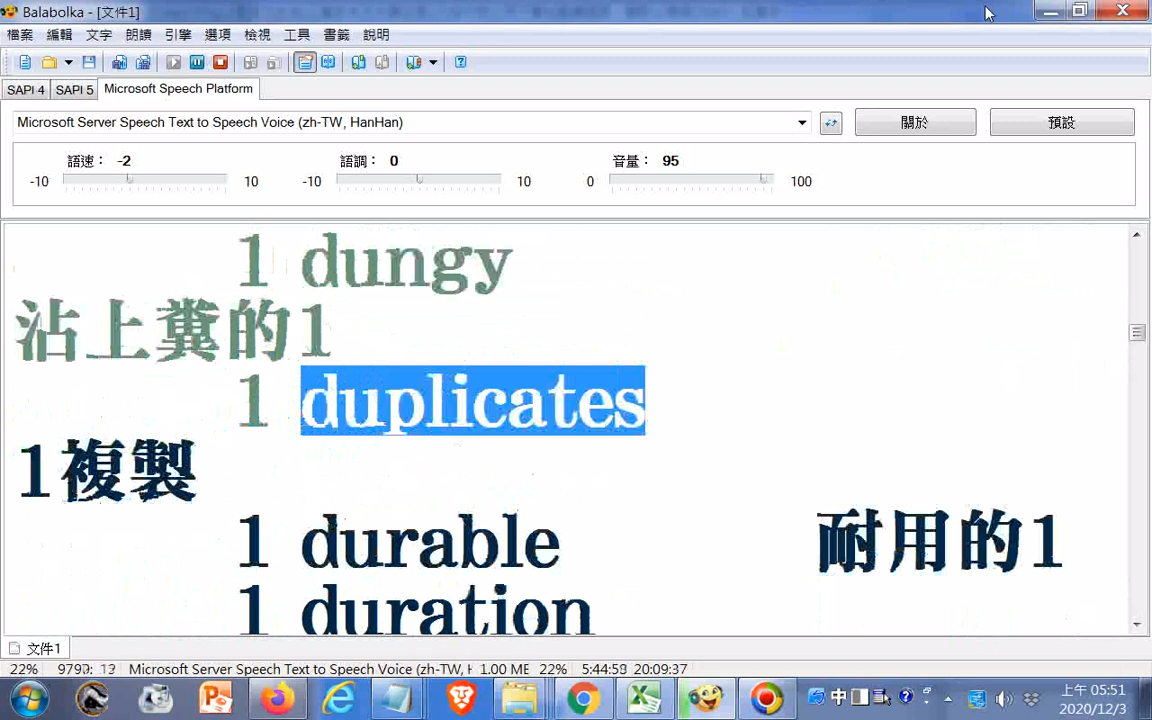 Balabolka - [文件1]
檔案 編輯 文字 朗讀 引擎 選項 檢視 工具 書籤 說明
SAPI 4 SAPI 5 Microsoft Speech Platform
Microsoft Server Speech Text to Speech Voice (zh-TW, HanHan)
關於 預設
語速： -2 語調： 0 音量： 95
-10 10 -10 10 0 100
1 dungy
沾上糞的1
1 duplicates
1複製
1 durable 耐用的1
1 duration
文件1
22% Microsoft Server Speech Text to Speech Voice (zh-TW, 1.00 ME 22% 5:44:58 20:09:37
中 上午 05:51
2020/12/3